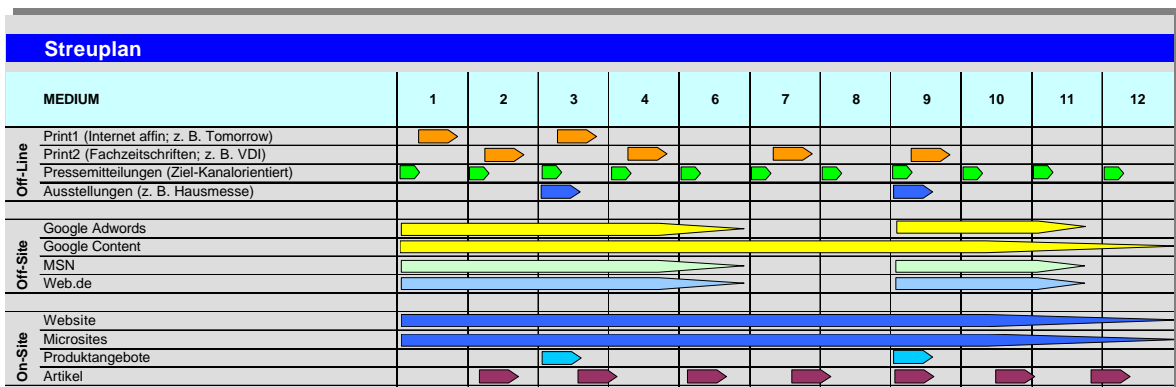 Streuplan
MEDIUM 1 2 3 4 6 7 8 9 10 11 12
Off-Line
Print1 (Internet affin; z. B. Tomorrow)
Print2 (Fachzeitschriften; z. B. VDI)
Pressemitteilungen (Ziel-Kanalorientiert)
Ausstellungen (z. B. Hausmesse)
Off-Site
Google Adwords
Google Content
MSN
Web.de
On-Site
Website
Microsites
Produktangebote
Artikel